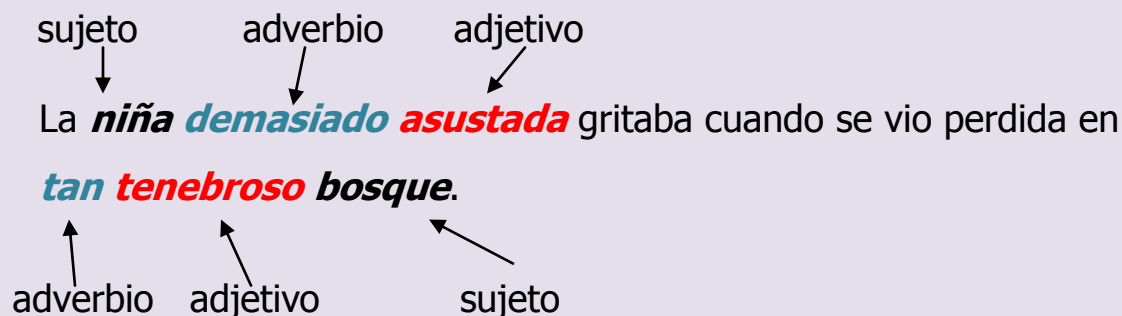 sujeto adverbio adjetivo
La niña demasiado asustada gritaba cuando se vio perdida en
tan tenebroso bosque.
adverbio adjetivo sujeto